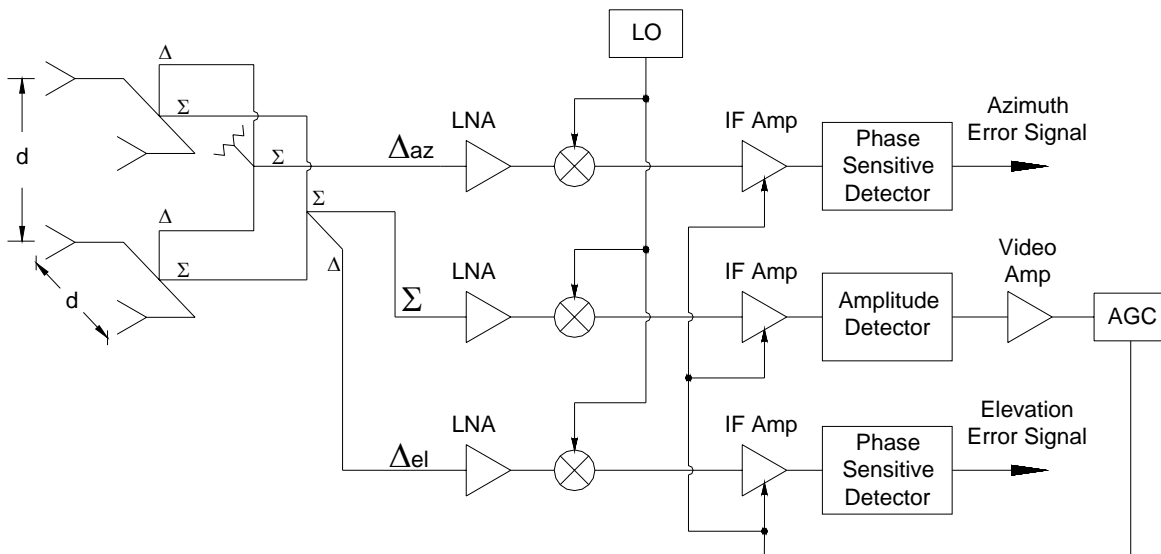 LO
Δ
Σ
d
Σ
Δaz
LNA
IF Amp
Phase
Sensitive
Detector
Azimuth
Error Signal
Δ
Σ
Σ
Δ
d
Σ
LNA
IF Amp
Amplitude
Detector
Video
Amp
AGC
Δel
LNA
IF Amp
Phase
Sensitive
Detector
Elevation
Error Signal